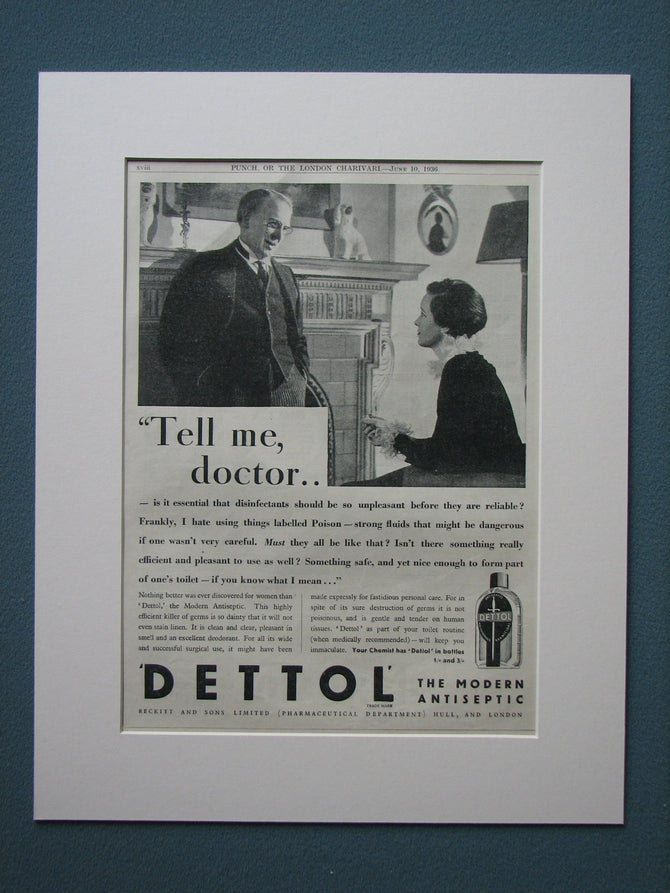 xviii PUNCH, OR THE LONDON CHARIVARI.—June 10, 1936.
“Tell me,
doctor..
— is it essential that disinfectants should be so unpleasant before they are reliable?
Frankly, I hate using things labelled Poison — strong fluids that might be dangerous
if one wasn't very careful. Must they all be like that? Isn't there something really
efficient and pleasant to use as well? Something safe, and yet nice enough to form part
of one's toilet — if you know what I mean...”
Nothing better was ever discovered for women than
‘Dettol,’ the Modern Antiseptic. This highly
efficient killer of germs is so dainty that it will not
even stain linen. It is clean and clear, pleasant in
smell and an excellent deodorant. For all its wide
and successful surgical use, it might have been
made expressly for fastidious personal care. For in
spite of its sure destruction of germs it is not
poisonous, and is gentle and tender on human
tissues. ‘Dettol’ as part of your toilet routine
(when medically recommended) — will keep you
immaculate. Your Chemist has ‘Dettol’ in bottles
1/- and 3/-
DETTOL
‘DETTOL’
TRADE MARK
THE MODERN
ANTISEPTIC
RECKITT AND SONS LIMITED (PHARMACEUTICAL DEPARTMENT) HULL, AND LONDON